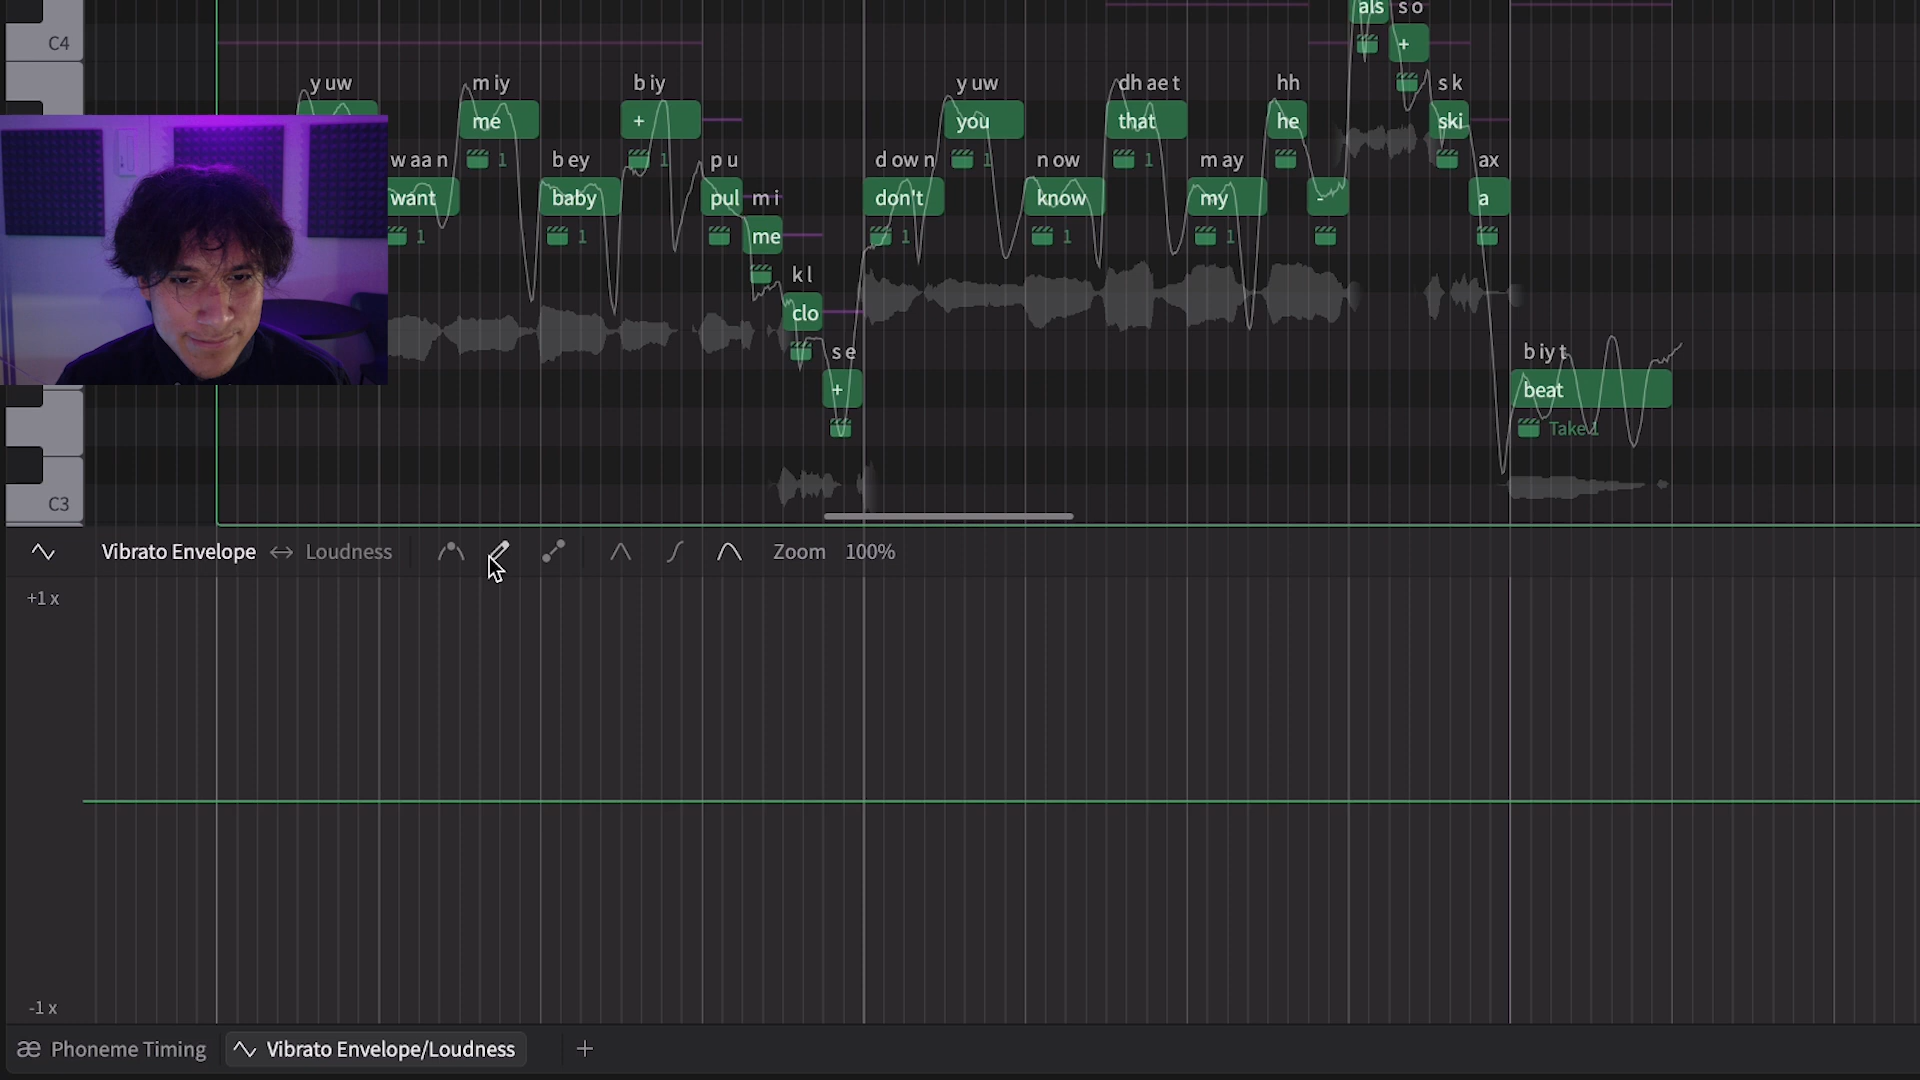 als
s o
C4
+
y uw
m iy
b iy
y uw
dh ae t
hh
s k
me
+
you
that
he
ski
w aa n
1
b ey
1
p u
d ow n
1
n ow
1
m ay
ax
want
baby
pul
m i
don't
know
my
-
a
1
1
me
1
1
1
k l
clo
s e
b iy t
+
beat
Take 1
C3
Vibrato Envelope
Loudness
Zoom
100%
+1 x
-1 x
æ Phoneme Timing
Vibrato Envelope/Loudness
+